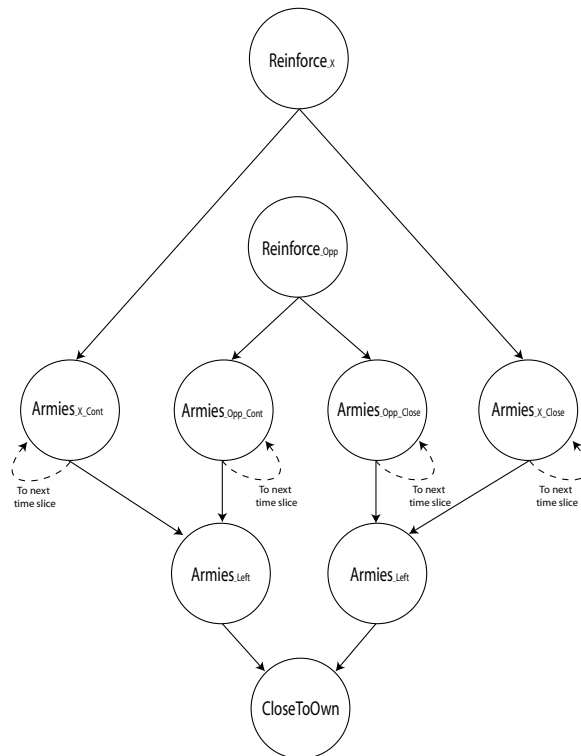 Reinforce_X
Reinforce_Opp
Armies_X_Cont
Armies_Opp_Cont
Armies_Opp_Close
Armies_X_Close
To next
time slice
To next
time slice
To next
time slice
To next
time slice
Armies_Left
Armies_Left
CloseToOwn